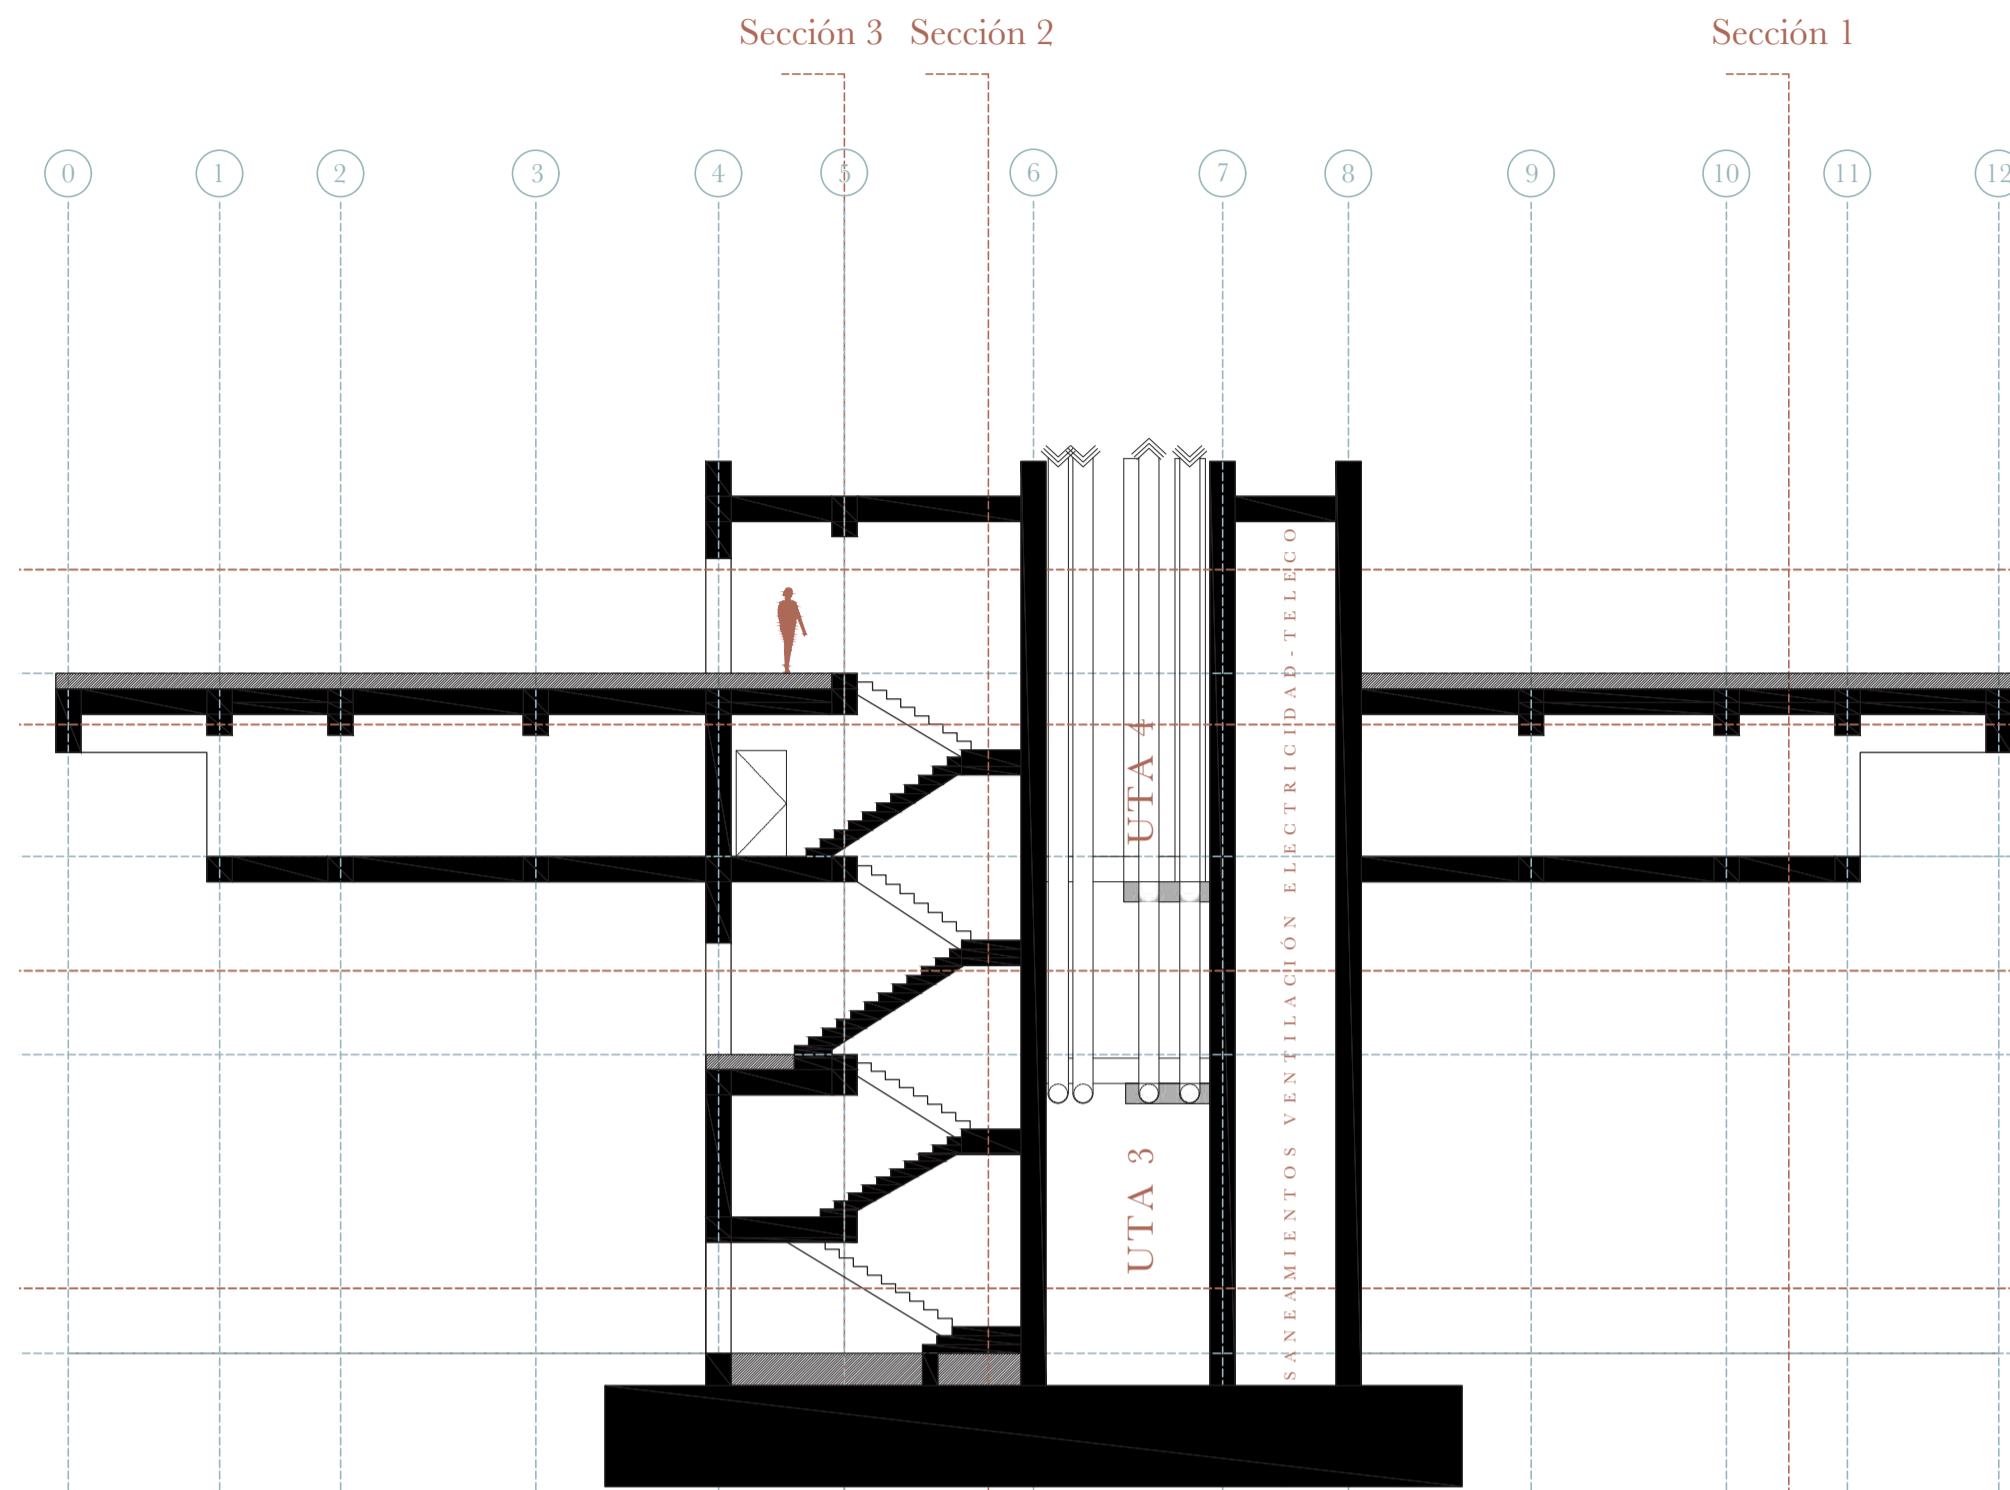 Sección 3 Sección 2 Sección 1
0 1 2 3 4 5 6 7 8 9 10 11 12
UTA 4
UTA 3
SANEAMIENTOS VENTILACIÓN ELECTRICIDAD-TELECO